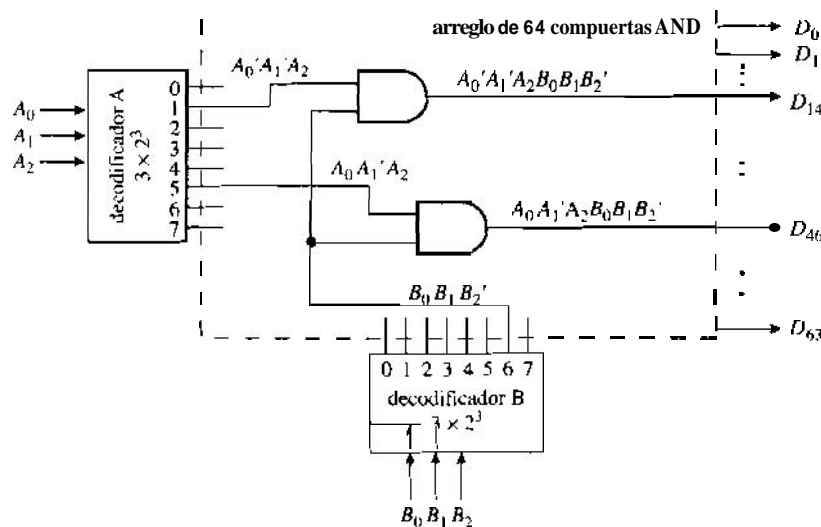 arreglo de 64 compuertas AND
D0
D1
A0'A1'A2
A0'A1'A2B0B1B2'
D14
A0
A1
A2
decodificador A
3 × 2^3
0
1
2
3
4
5
6
7
A0A1'A2
A0A1'A2B0B1B2'
D46
B0B1B2'
D63
0 1 2 3 4 5 6 7
decodificador B
3 × 2^3
B0 B1 B2